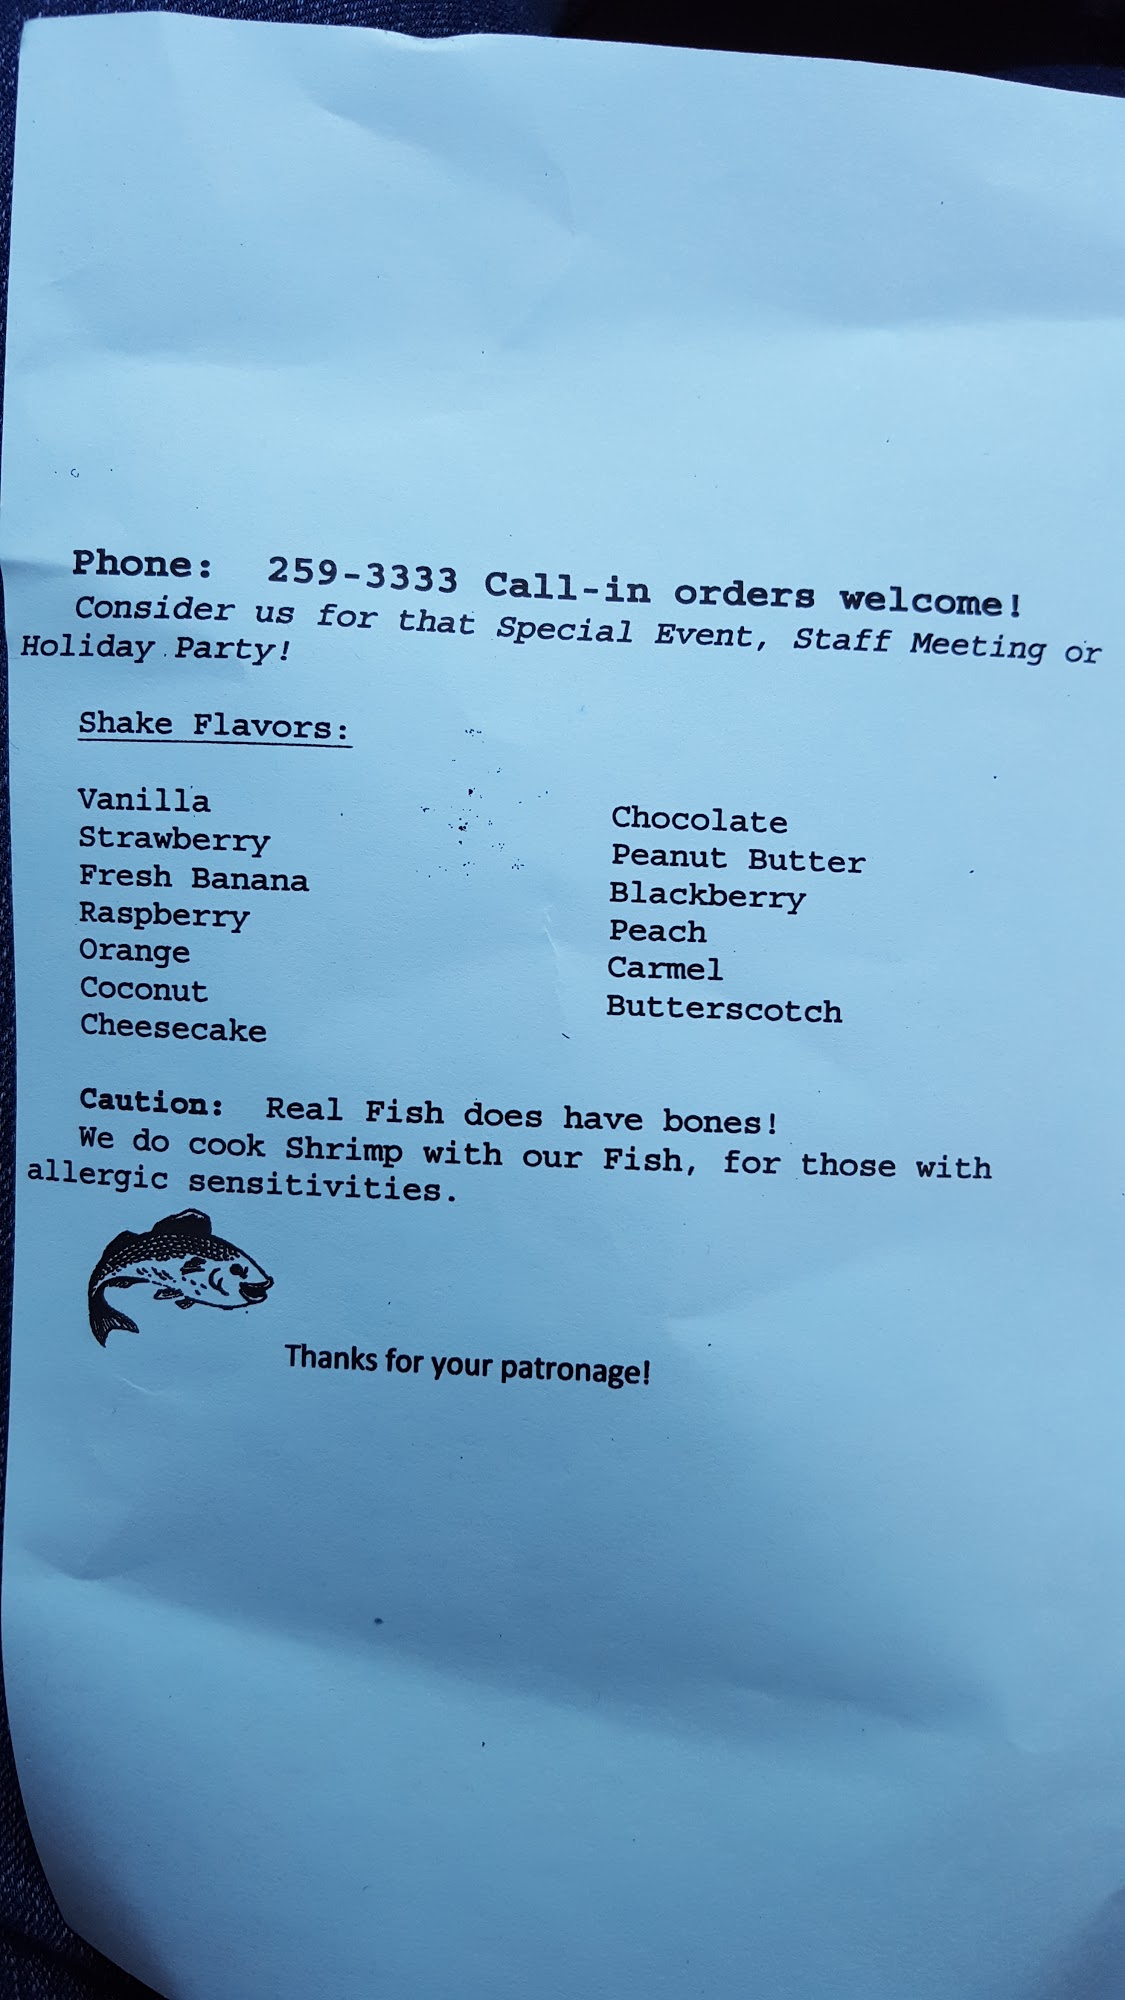 Phone: 259-3333 Call-in orders welcome!
Consider us for that Special Event, Staff Meeting or
Holiday Party!
Shake Flavors:
Vanilla
Strawberry
Fresh Banana
Raspberry
Orange
Coconut
Cheesecake
Chocolate
Peanut Butter
Blackberry
Peach
Carmel
Butterscotch
Caution: Real Fish does have bones!
We do cook Shrimp with our Fish, for those with
allergic sensitivities.
Thanks for your patronage!